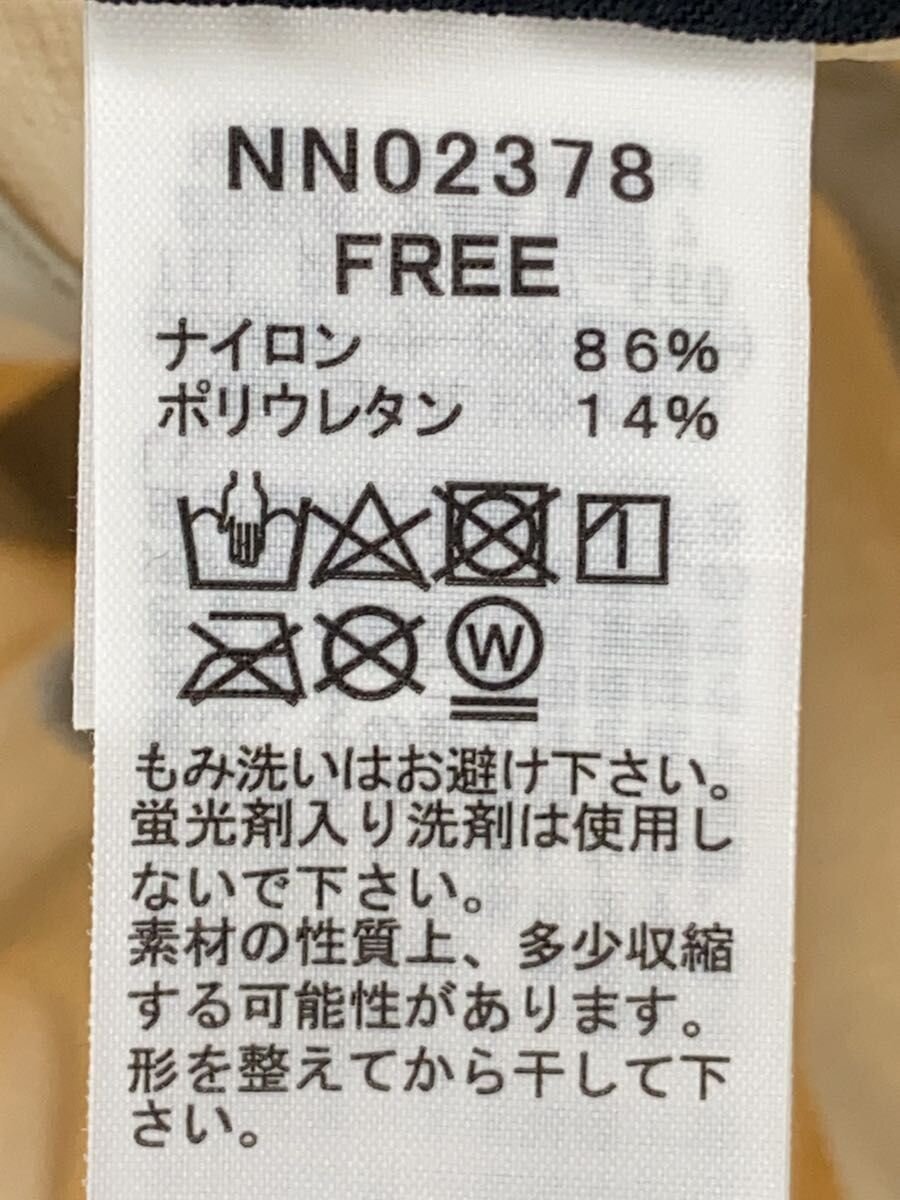 NN02378
FREE
ナイロン 86%
ポリウレタン 14%
W
もみ洗いはお避け下さい。
蛍光剤入り洗剤は使用し
ないで下さい。
素材の性質上、多少収縮
する可能性があります。
形を整えてから干して下
さい。